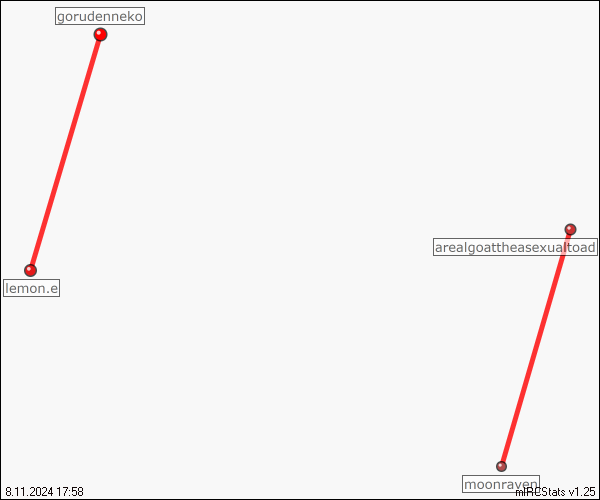 gorudenneko
arealgoattheasexualtoad
lemon.e
moonraven
8.11.2024 17:58
mIRCStats v1.25